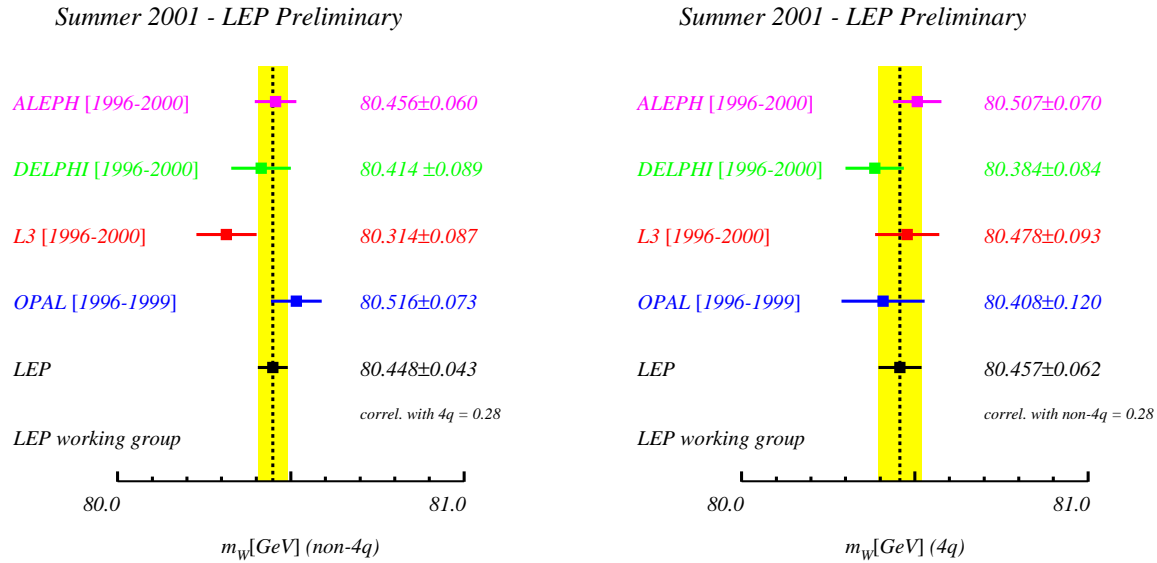 Summer 2001 - LEP Preliminary
ALEPH [1996-2000] 80.456±0.060
DELPHI [1996-2000] 80.414 ±0.089
L3 [1996-2000] 80.314±0.087
OPAL [1996-1999] 80.516±0.073
LEP 80.448±0.043
correl. with 4q = 0.28
LEP working group
80.0 81.0
m_W[GeV] (non-4q)
Summer 2001 - LEP Preliminary
ALEPH [1996-2000] 80.507±0.070
DELPHI [1996-2000] 80.384±0.084
L3 [1996-2000] 80.478±0.093
OPAL [1996-1999] 80.408±0.120
LEP 80.457±0.062
correl. with non-4q = 0.28
LEP working group
80.0 81.0
m_W[GeV] (4q)